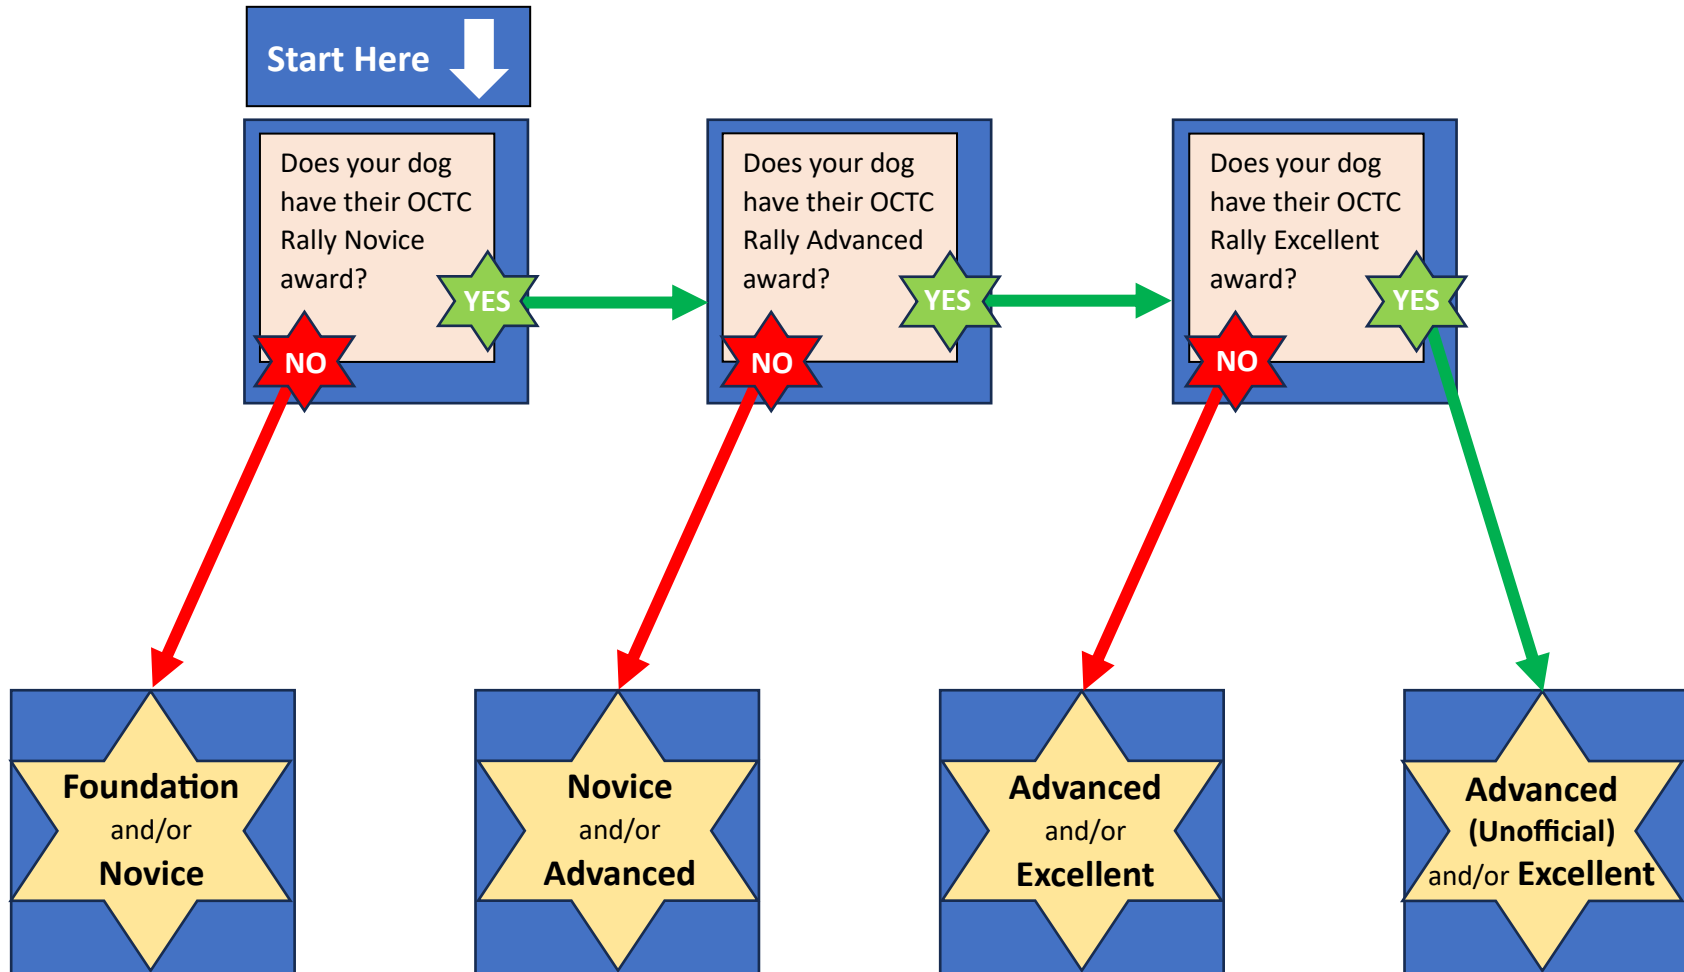 Start Here
Does your dog
have their OCTC
Rally Novice
award?
YES
NO
Does your dog
have their OCTC
Rally Advanced
award?
YES
NO
Does your dog
have their OCTC
Rally Excellent
award?
YES
NO
Foundation
and/or
Novice
Novice
and/or
Advanced
Advanced
and/or
Excellent
Advanced
(Unofficial)
and/or Excellent